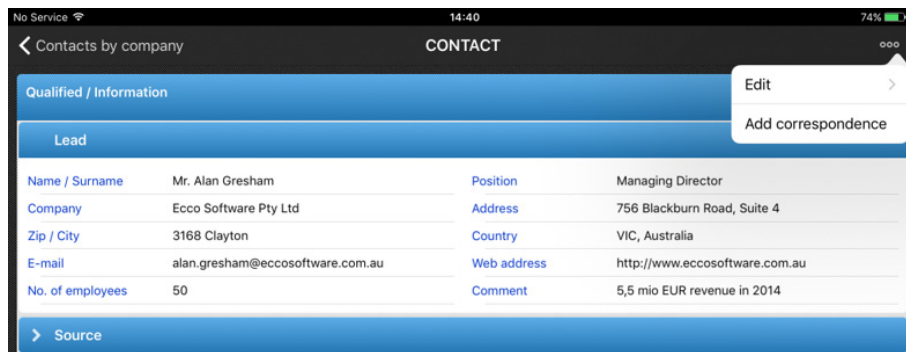 No Service 14:40 74%
Contacts by company CONTACT
Edit
Add correspondence
Qualified / Information
Lead
Name / Surname Mr. Alan Gresham Position Managing Director
Company Ecco Software Pty Ltd Address 756 Blackburn Road, Suite 4
Zip / City 3168 Clayton Country VIC, Australia
E-mail alan.gresham@eccosoftware.com.au Web address http://www.eccosoftware.com.au
No. of employees 50 Comment 5,5 mio EUR revenue in 2014
Source